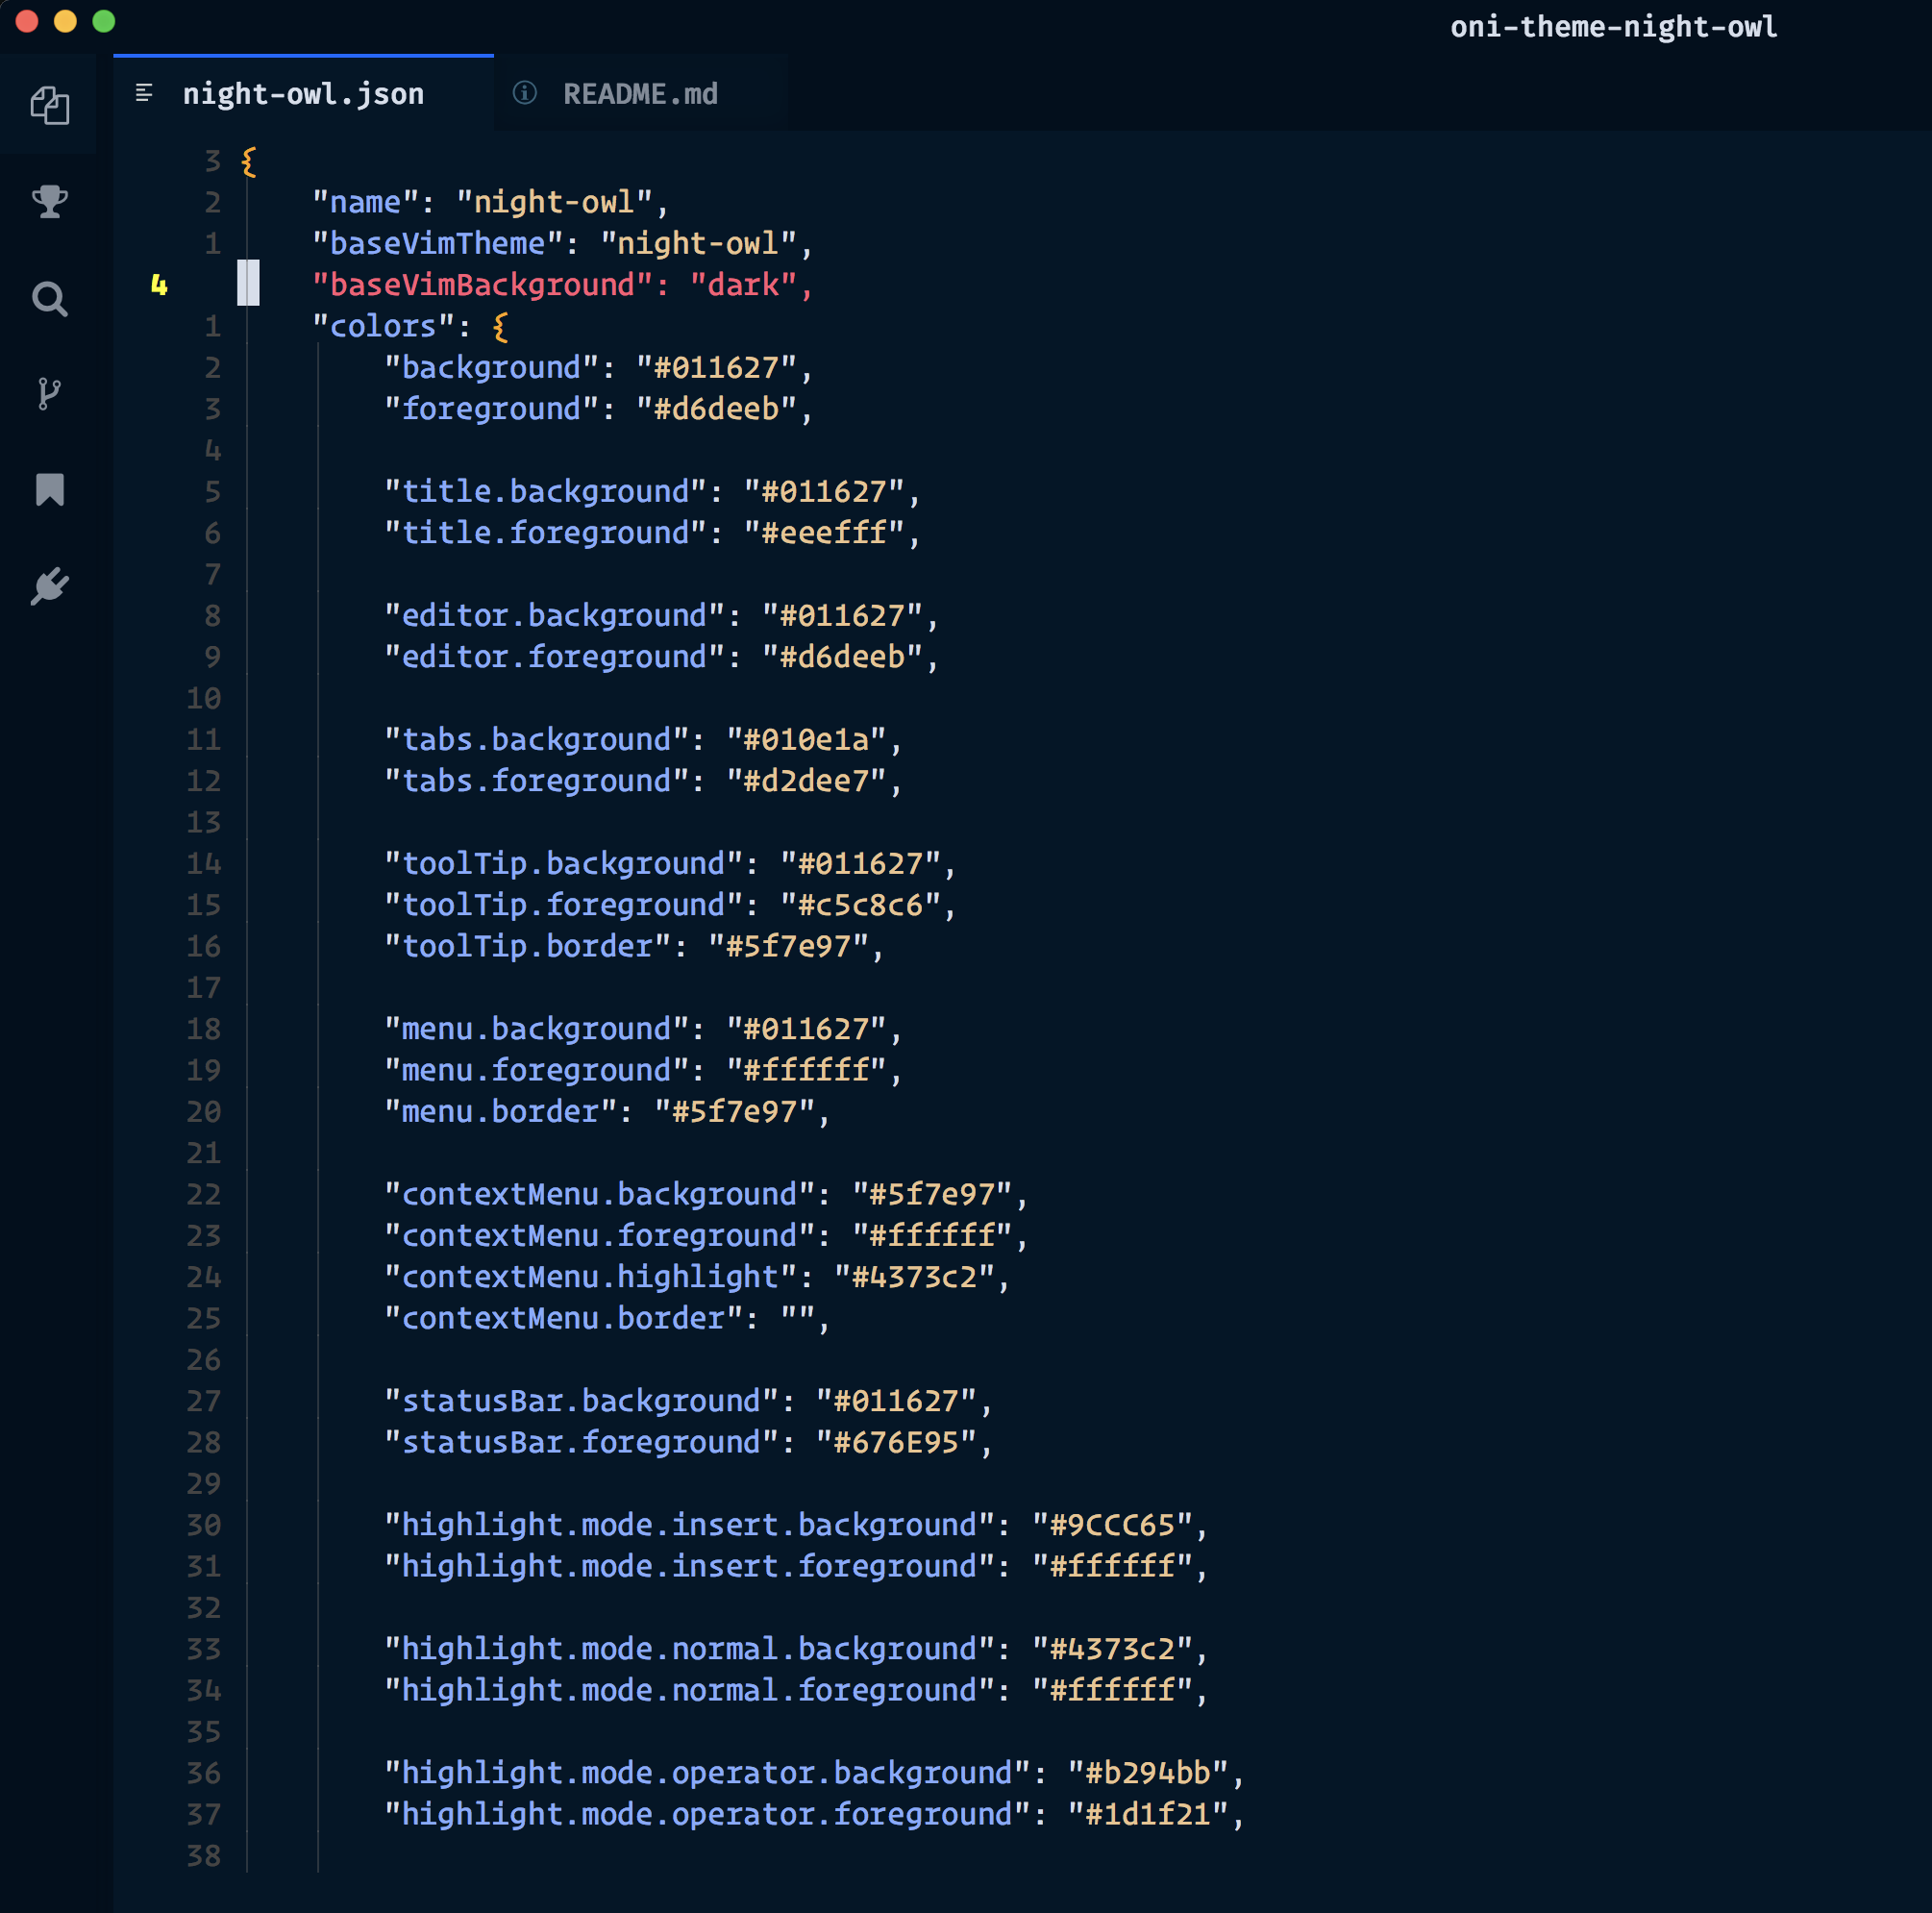 oni-theme-night-owl
night-owl.json README.md
3 {
2 "name": "night-owl",
1 "baseVimTheme": "night-owl",
4 "baseVimBackground": "dark",
1 "colors": {
2 "background": "#011627",
3 "foreground": "#d6deeb",
4
5 "title.background": "#011627",
6 "title.foreground": "#eeefff",
7
8 "editor.background": "#011627",
9 "editor.foreground": "#d6deeb",
10
11 "tabs.background": "#010e1a",
12 "tabs.foreground": "#d2dee7",
13
14 "toolTip.background": "#011627",
15 "toolTip.foreground": "#c5c8c6",
16 "toolTip.border": "#5f7e97",
17
18 "menu.background": "#011627",
19 "menu.foreground": "#ffffff",
20 "menu.border": "#5f7e97",
21
22 "contextMenu.background": "#5f7e97",
23 "contextMenu.foreground": "#ffffff",
24 "contextMenu.highlight": "#4373c2",
25 "contextMenu.border": "",
26
27 "statusBar.background": "#011627",
28 "statusBar.foreground": "#676E95",
29
30 "highlight.mode.insert.background": "#9CCC65",
31 "highlight.mode.insert.foreground": "#ffffff",
32
33 "highlight.mode.normal.background": "#4373c2",
34 "highlight.mode.normal.foreground": "#ffffff",
35
36 "highlight.mode.operator.background": "#b294bb",
37 "highlight.mode.operator.foreground": "#1d1f21",
38